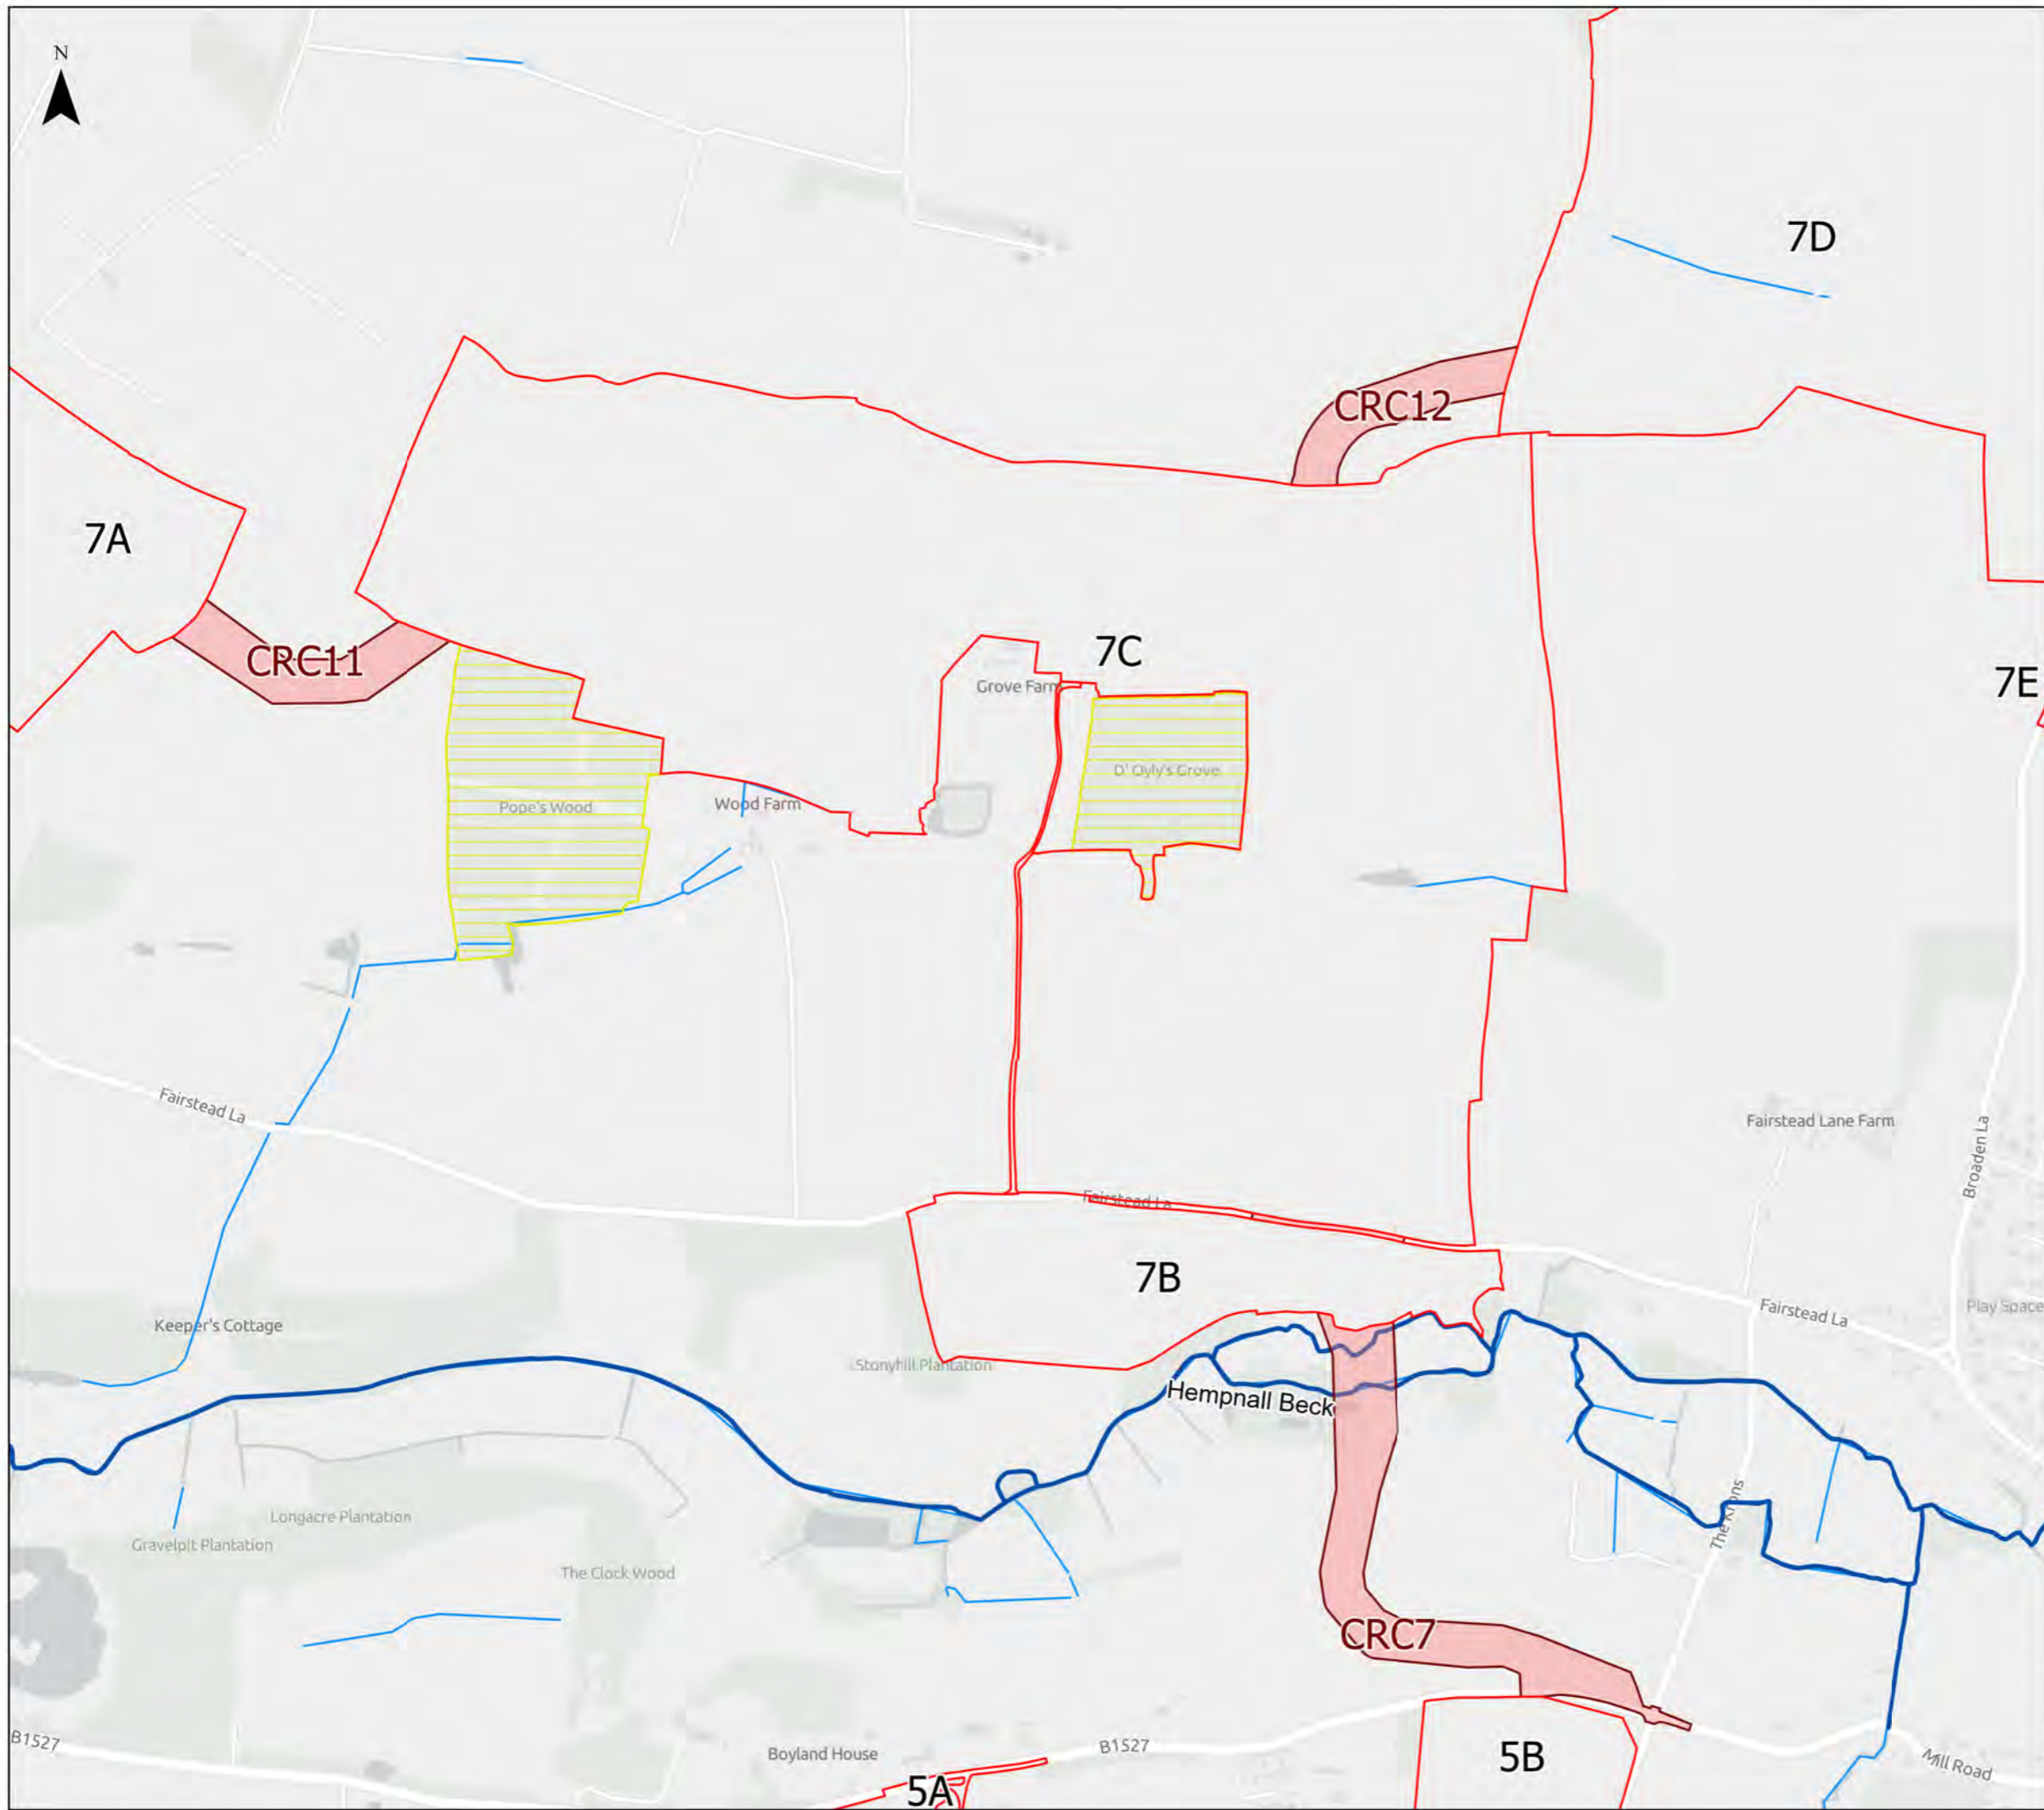 N
7D
CRC12
7A
CRC11
7C
Grove Farm
7E
D' Oyly's Grove
Pope's Wood
Wood Farm
Fairstead La
Fairstead Lane Farm
Broaden La
Fairstead La
7B
Keeper's Cottage
Fairstead La
Play Space
Stonyhill Plantation
Hempnall Beck
Longacre Plantation
Gravelpit Plantation
The Clock Wood
The Knons
CRC7
B1527
Boyland House
B1527
5B
Mill Road
5A